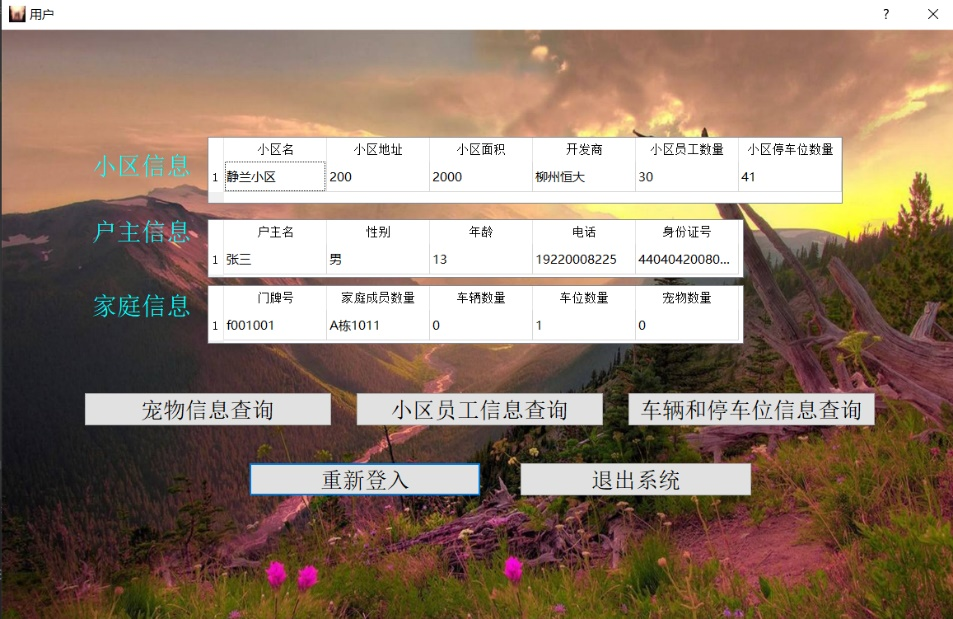 用户
小区信息
小区名 小区地址 小区面积 开发商 小区员工数量 小区停车位数量
1 静兰小区 200 2000 柳州恒大 30 41
户主信息
户主名 性别 年龄 电话 身份证号
1 张三 男 13 19220008225 44040420080...
家庭信息
门牌号 家庭成员数量 车辆数量 车位数量 宠物数量
1 f001001 A栋1011 0 1 0
宠物信息查询 小区员工信息查询 车辆和停车位信息查询
重新登入 退出系统